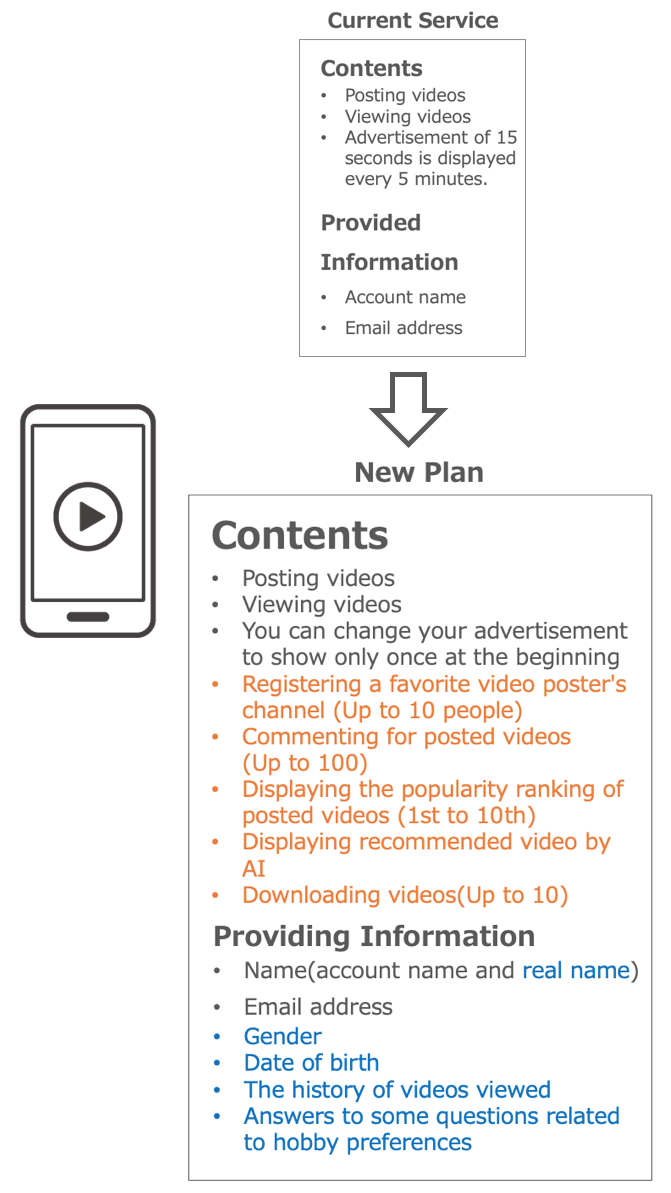 Current Service
Contents
• Posting videos
• Viewing videos
• Advertisement of 15
seconds is displayed
every 5 minutes.
Provided
Information
• Account name
• Email address
New Plan
Contents
• Posting videos
• Viewing videos
• You can change your advertisement
to show only once at the beginning
• Registering a favorite video poster's
channel (Up to 10 people)
• Commenting for posted videos
(Up to 100)
• Displaying the popularity ranking of
posted videos (1st to 10th)
• Displaying recommended video by
AI
• Downloading videos(Up to 10)
Providing Information
• Name(account name and real name)
• Email address
• Gender
• Date of birth
• The history of videos viewed
• Answers to some questions related
to hobby preferences